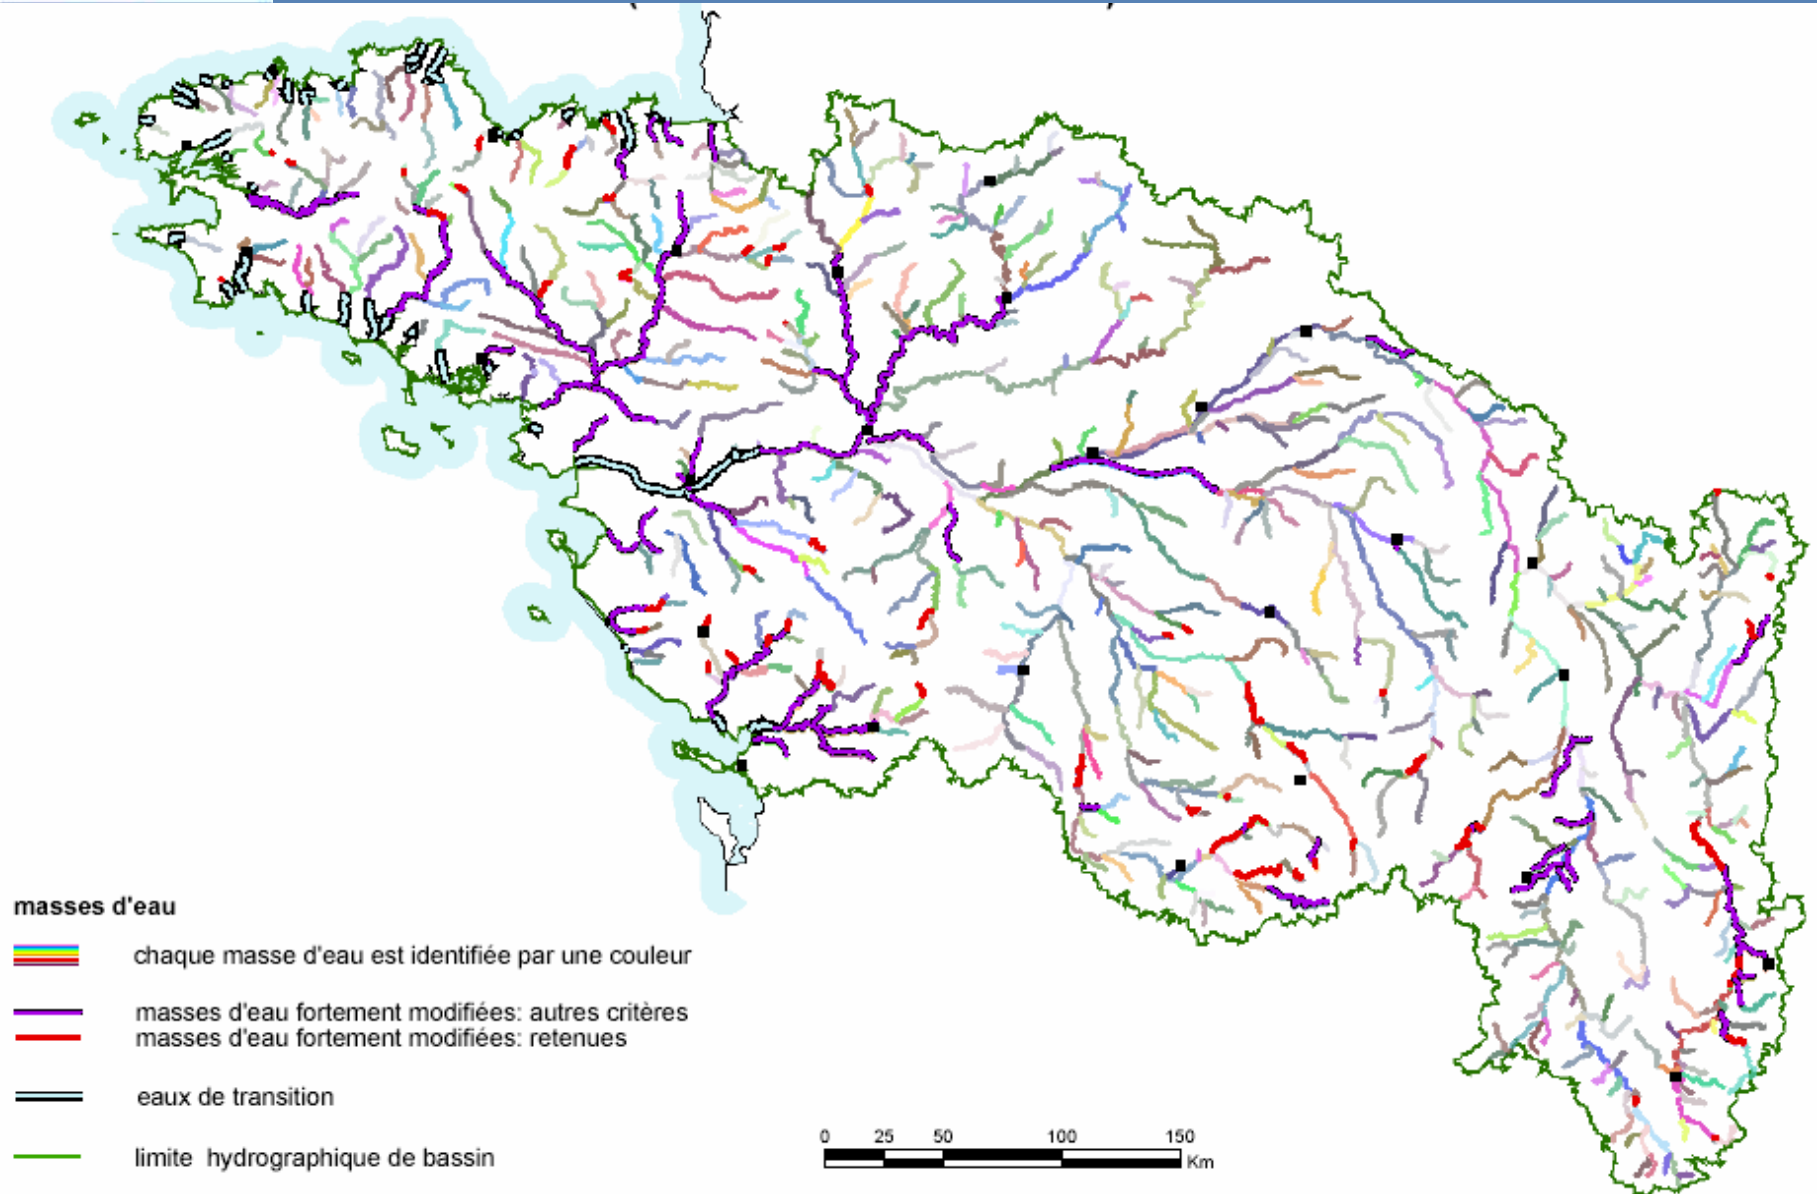 masses d'eau
chaque masse d'eau est identifiée par une couleur
masses d'eau fortement modifiées: autres critères
masses d'eau fortement modifiées: retenues
eaux de transition
limite hydrographique de bassin
0 25 50 100 150
Km